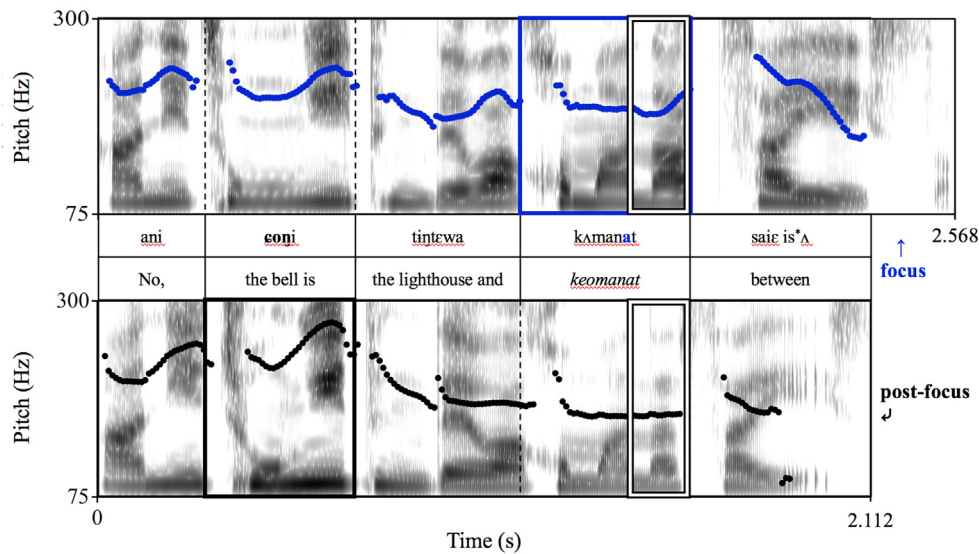 300
Pitch (Hz)
75
ani ɕoŋi tɨŋtɛwa kʌmanat saiɛ is*ʌ 2.568
↑
focus
No, the bell is the lighthouse and keomanat between
300
Pitch (Hz)
post-focus
↲
75
0 2.112
Time (s)